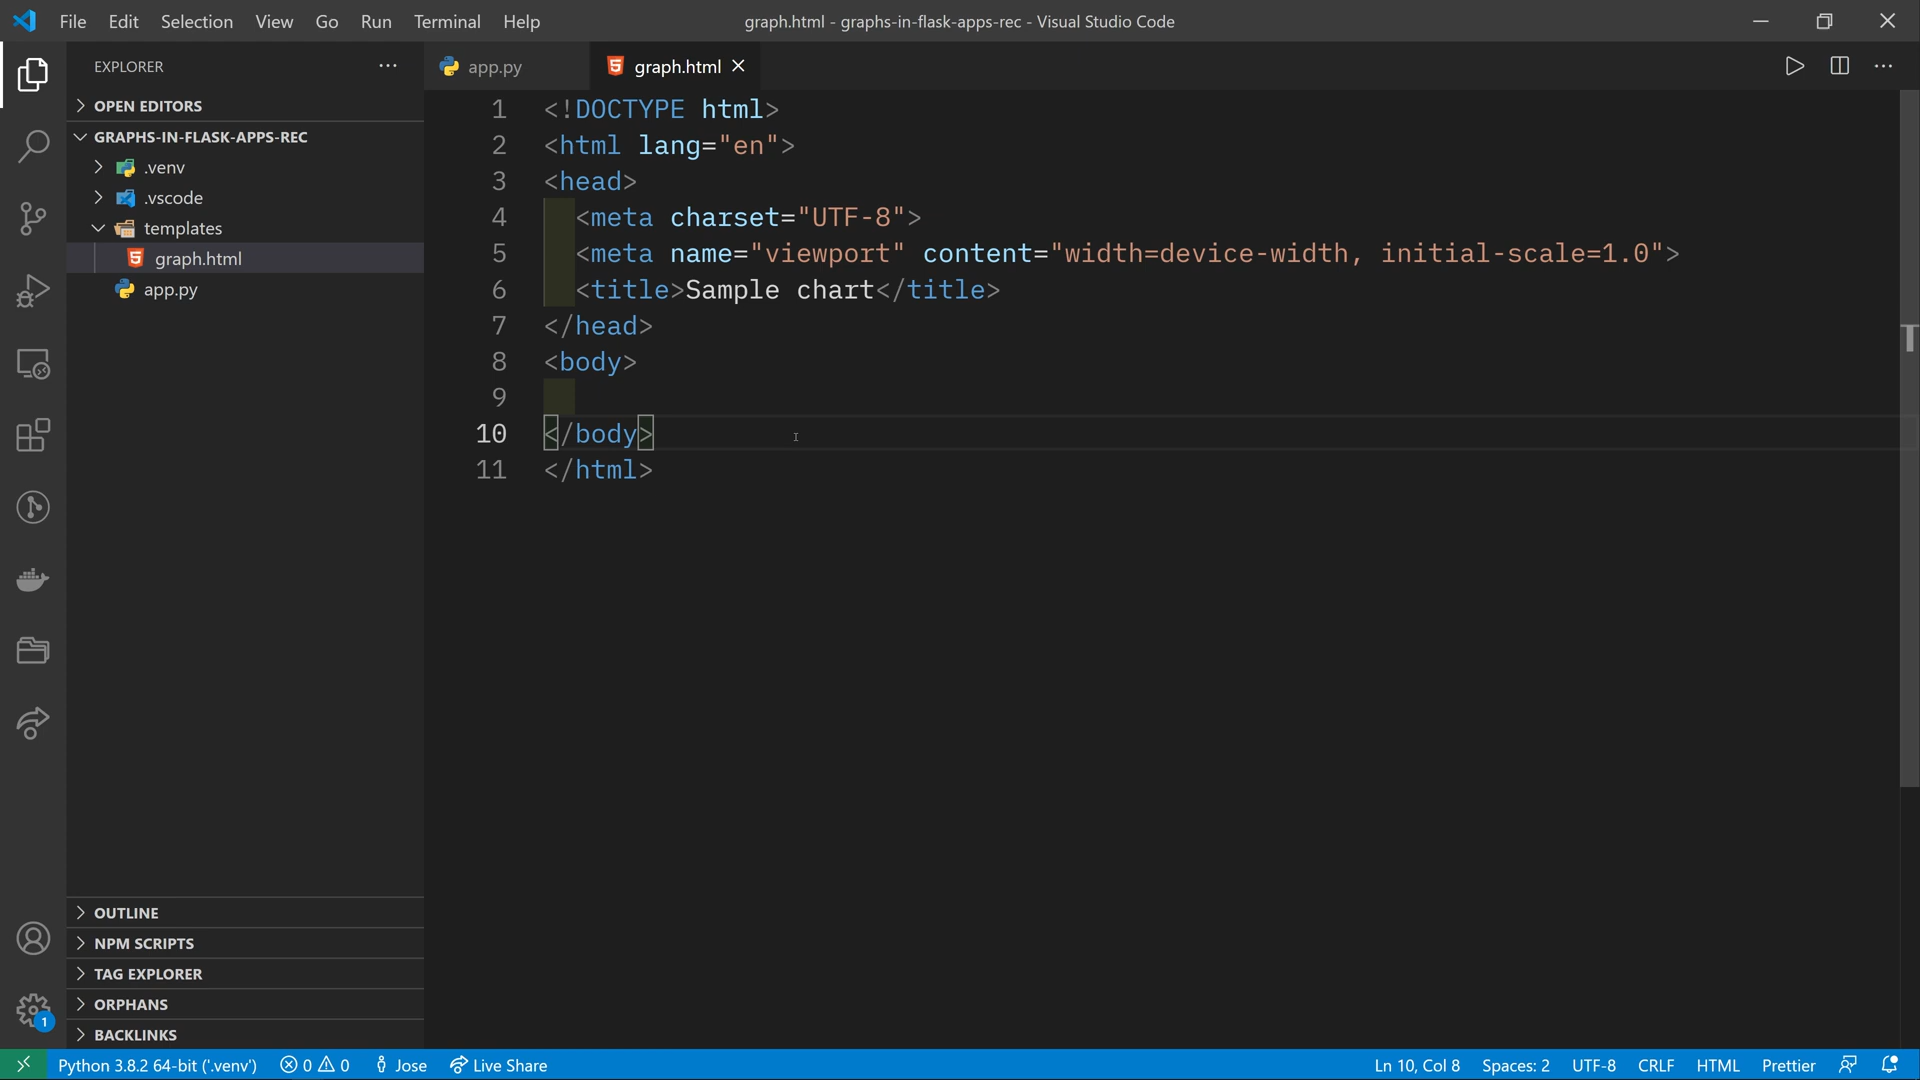 File Edit Selection View Go Run Terminal Help
graph.html - graphs-in-flask-apps-rec - Visual Studio Code
EXPLORER
OPEN EDITORS
GRAPHS-IN-FLASK-APPS-REC
.venv
.vscode
templates
graph.html
app.py
OUTLINE
NPM SCRIPTS
TAG EXPLORER
ORPHANS
BACKLINKS
1
app.py graph.html
1 <!DOCTYPE html>
2 <html lang="en">
3 <head>
4 <meta charset="UTF-8">
5 <meta name="viewport" content="width=device-width, initial-scale=1.0">
6 <title>Sample chart</title>
7 </head>
8 <body>
9
10 </body>
11 </html>
Python 3.8.2 64-bit ('.venv') 0 0 Jose Live Share Ln 10, Col 8 Spaces: 2 UTF-8 CRLF HTML Prettier